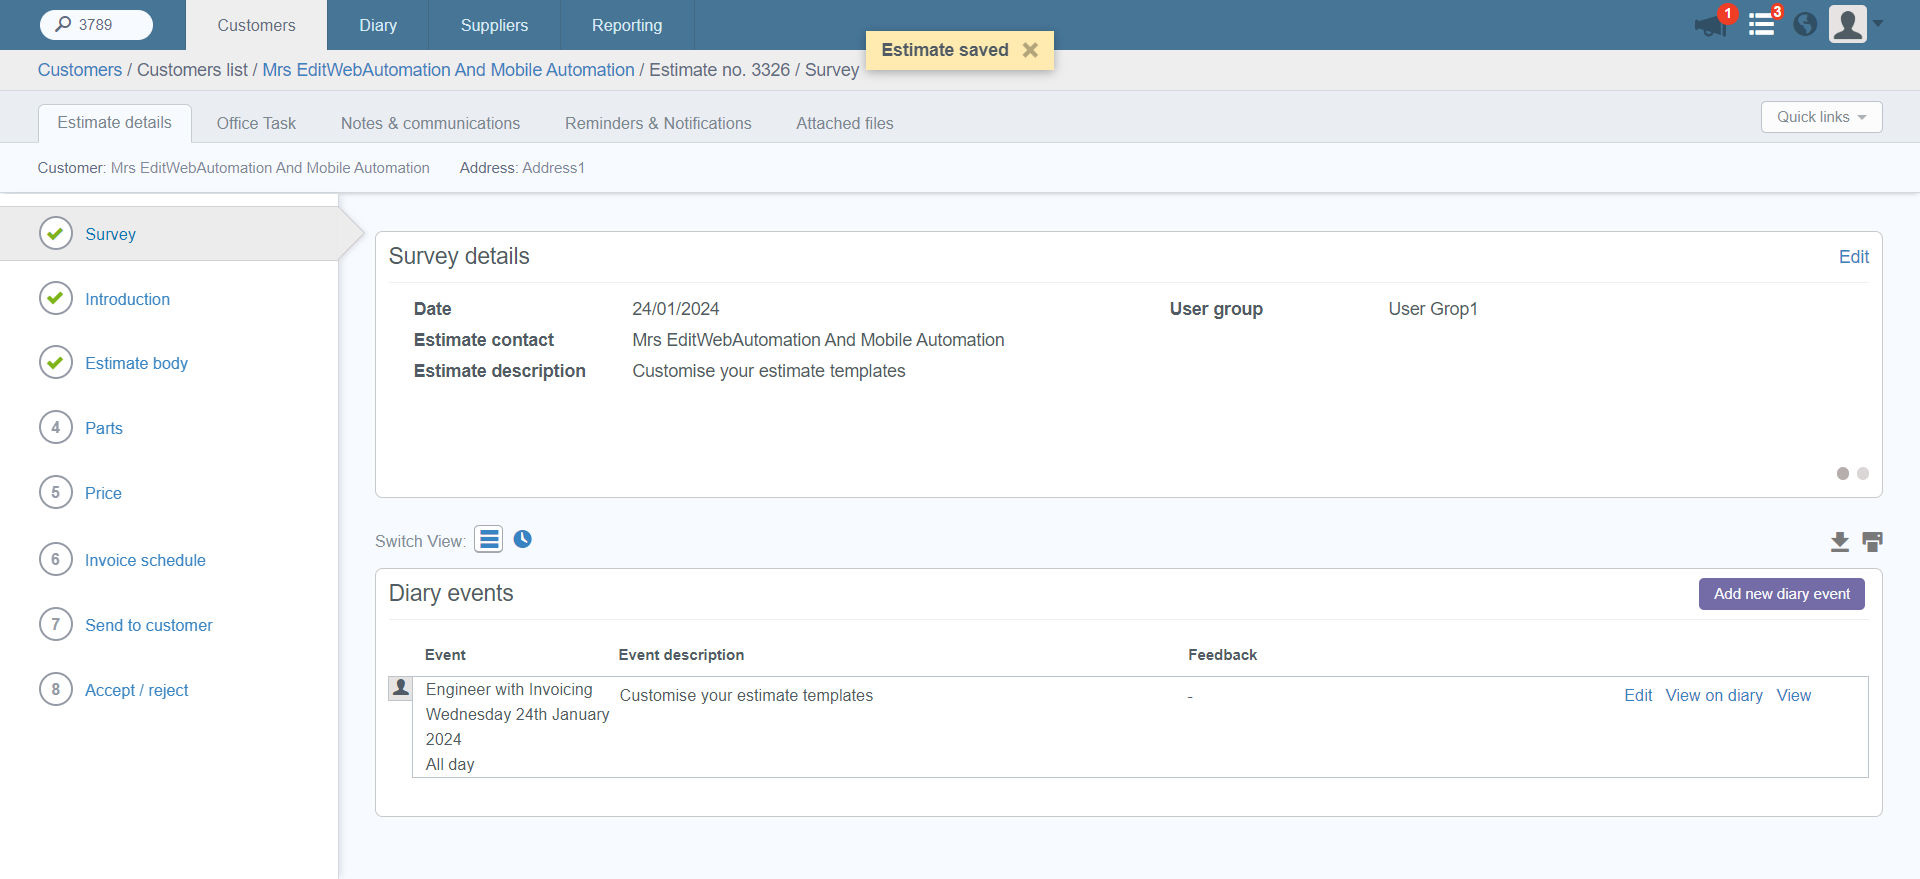 3789
Customers
Diary
Suppliers
Reporting
1
3
Estimate saved
Customers / Customers list / Mrs EditWebAutomation And Mobile Automation / Estimate no. 3326 / Survey
Estimate details
Office Task
Notes & communications
Reminders & Notifications
Attached files
Quick links
Customer: Mrs EditWebAutomation And Mobile Automation
Address: Address1
Survey
Introduction
Estimate body
4 Parts
5 Price
6 Invoice schedule
7 Send to customer
8 Accept / reject
Survey details
Edit
Date 24/01/2024
User group User Grop1
Estimate contact Mrs EditWebAutomation And Mobile Automation
Estimate description Customise your estimate templates
Switch View:
Diary events
Add new diary event
Event
Event description
Feedback
Engineer with Invoicing
Wednesday 24th January
2024
All day
Customise your estimate templates
-
Edit
View on diary
View